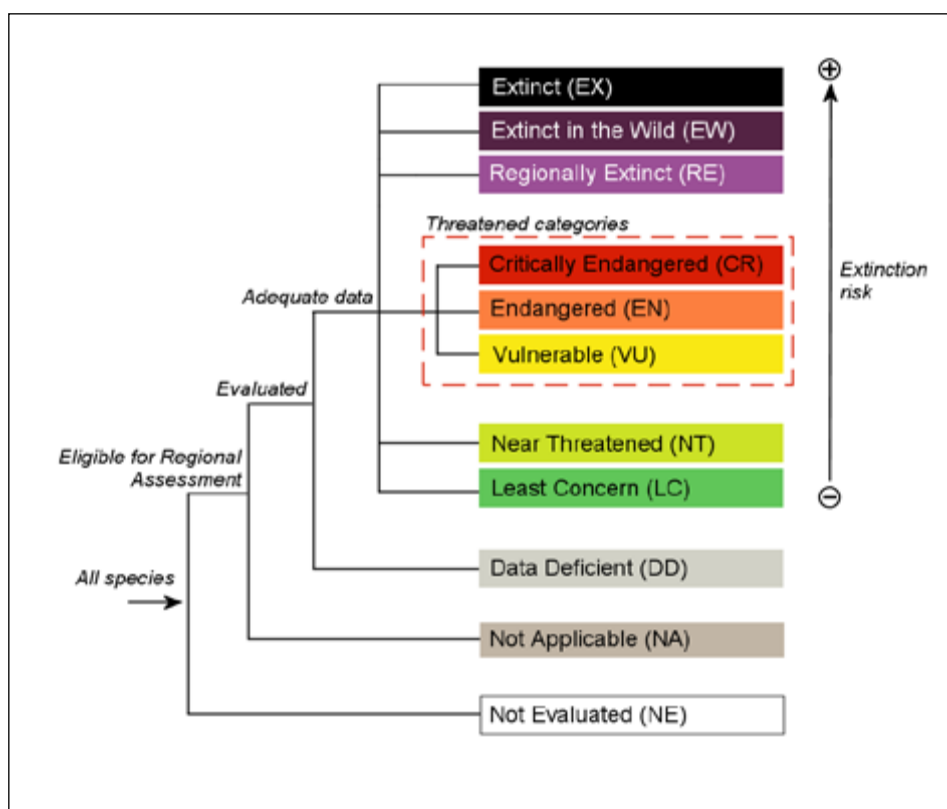 Extinct (EX)
Extinct in the Wild (EW)
Regionally Extinct (RE)
Threatened categories
Critically Endangered (CR)
Extinction
risk
Adequate data
Endangered (EN)
Vulnerable (VU)
Evaluated
Near Threatened (NT)
Eligible for Regional
Assessment
Least Concern (LC)
Data Deficient (DD)
All species
Not Applicable (NA)
Not Evaluated (NE)